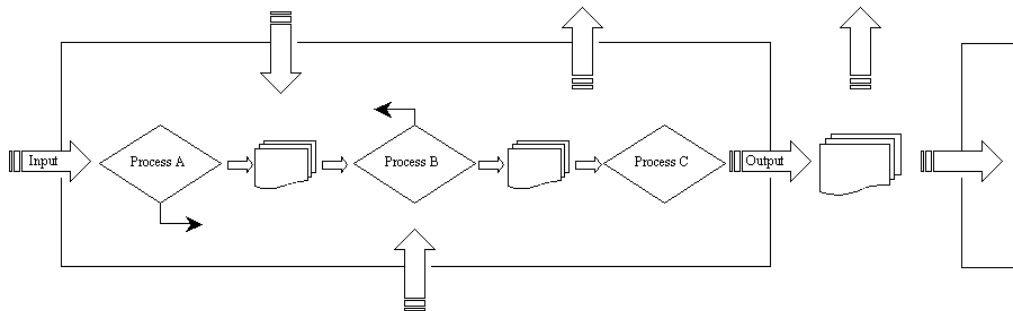 Input
Process A
Process B
Process C
Output